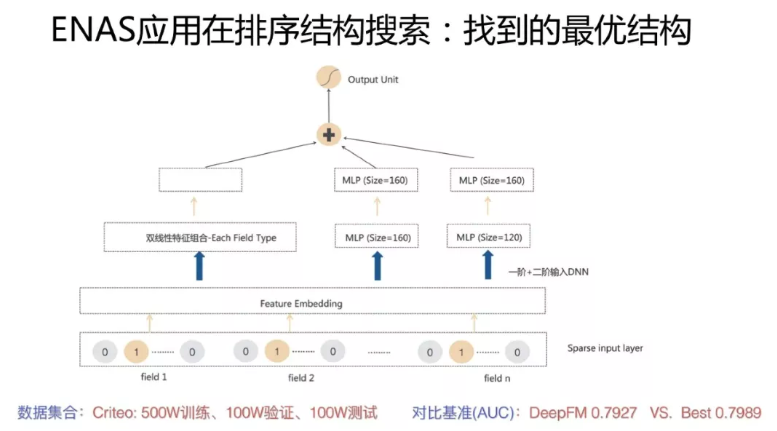 ENAS应用在排序结构搜索：找到的最优结构
Output Unit
MLP (Size=160)
MLP (Size=160)
双线性特征组合-Each Field Type
MLP (Size=160)
MLP (Size=120)
一阶+二阶输入DNN
Feature Embedding
0 1 ········ 0 0 1 ········ 0 ········ 0 1 ········ 0
Sparse input layer
field 1
field 2
field n
数据集合：Criteo: 500W训练、100W验证、100W测试
对比基准(AUC)：DeepFM 0.7927 VS. Best 0.7989